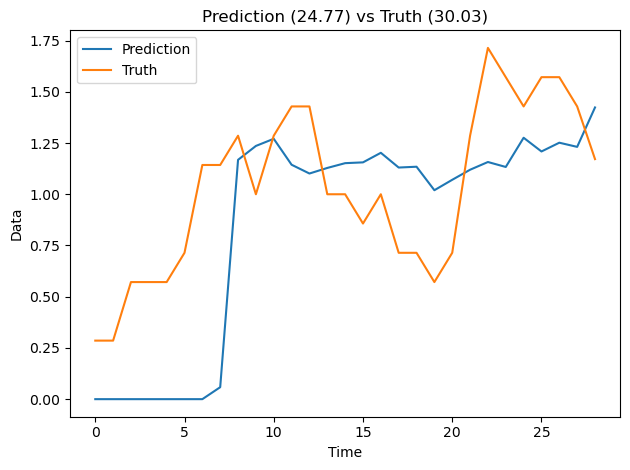 Prediction (24.77) vs Truth (30.03)
Prediction
Truth
1.75
1.50
1.25
1.00
0.75
0.50
0.25
0.00
Data
0 5 10 15 20 25
Time